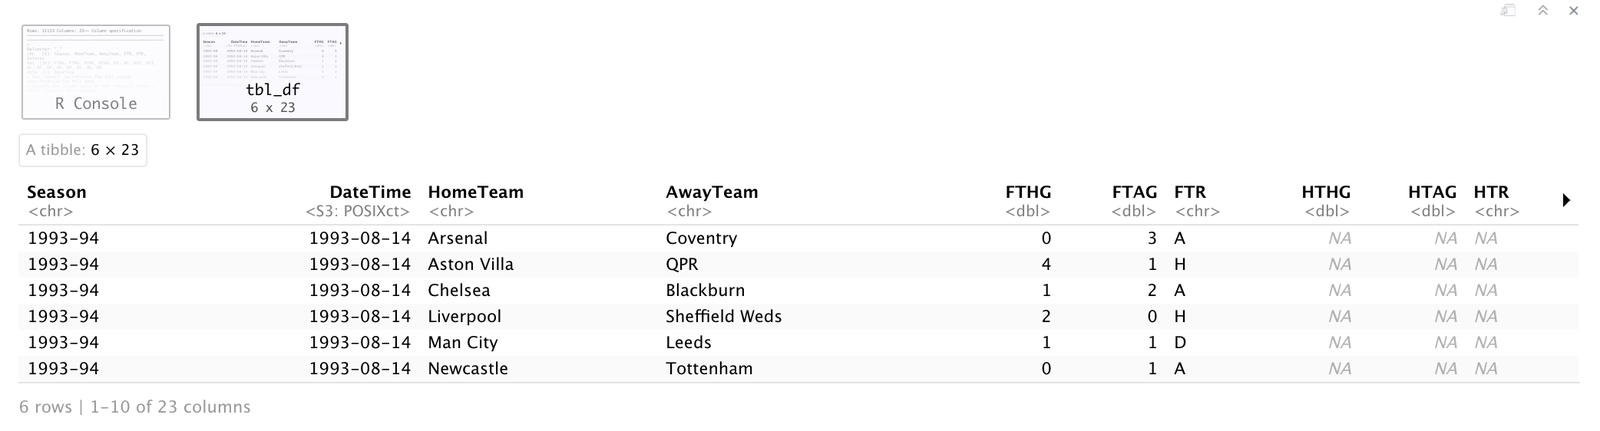 R Console
tbl_df
6 x 23
A tibble: 6 × 23
Season DateTime HomeTeam AwayTeam FTHG FTAG FTR HTHG HTAG HTR
<chr> <S3: POSIXct> <chr> <chr> <dbl> <dbl> <chr> <dbl> <dbl> <chr>
1993-94 1993-08-14 Arsenal Coventry 0 3 A NA NA NA
1993-94 1993-08-14 Aston Villa QPR 4 1 H NA NA NA
1993-94 1993-08-14 Chelsea Blackburn 1 2 A NA NA NA
1993-94 1993-08-14 Liverpool Sheffield Weds 2 0 H NA NA NA
1993-94 1993-08-14 Man City Leeds 1 1 D NA NA NA
1993-94 1993-08-14 Newcastle Tottenham 0 1 A NA NA NA
6 rows | 1-10 of 23 columns